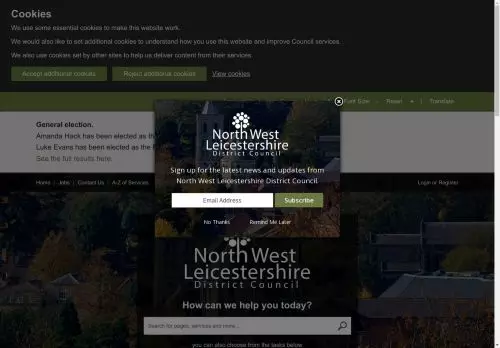 Cookies
We use some essential cookies to make this website work.
We would also like to set additional cookies to understand how you use this website and improve Council services.
We also use cookies set by other sites to help us deliver content from their services.
Accept additional cookies
Reject additional cookies
View cookies
Font Size - Reset + | Translate
General election.
Amanda Hack has been elected as th
Luke Evans has been elected as the
See the full results here.
Home | Jobs | Contact Us | A-Z of Services
Login or Register
North West
Leicestershire
District Council
Sign up for the latest news and updates from
North West Leicestershire District Council.
Email Address
Subscribe
No Thanks
Remind Me Later
North West
Leicestershire
District Council
How can we help you today?
Search for pages, services and more...
you can also choose from the tasks below